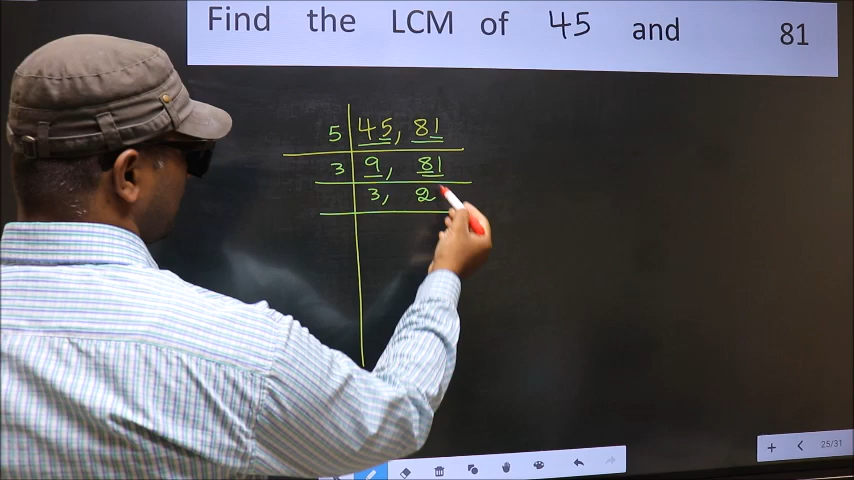 Find the LCM of 45 and 81
5 45, 81
3 9, 81
3, 2
25/31